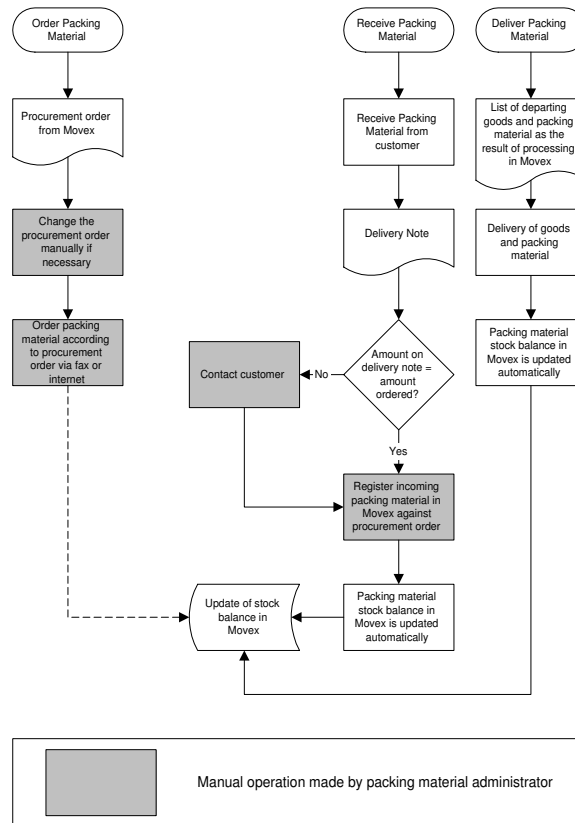 Order Packing
Material
Procurement order
from Movex
Change the
procurement order
manually if
necessary
Order packing
material according
to procurement
order via fax or
internet
Receive Packing
Material
Receive Packing
Material from
customer
Delivery Note
Amount on
delivery note =
amount
ordered?
No
Contact customer
Yes
Register incoming
packing material in
Movex against
procurement order
Packing material
stock balance in
Movex is updated
automatically
Update of stock
balance in
Movex
Deliver Packing
Material
List of departing
goods and packing
material as the
result of processing
in Movex
Delivery of goods
and packing
material
Packing material
stock balance in
Movex is updated
automatically
Manual operation made by packing material administrator